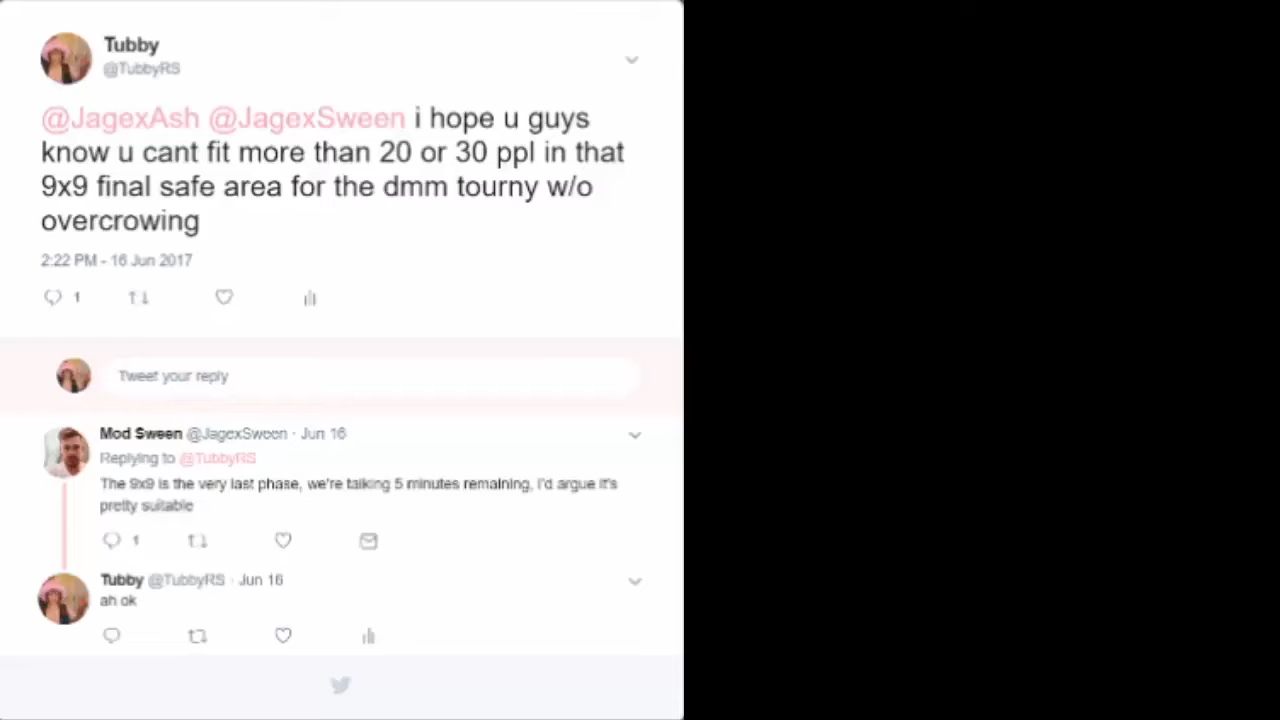 Tubby
@TubbyRS
@JagexAsh @JagexSween i hope u guys
know u cant fit more than 20 or 30 ppl in that
9x9 final safe area for the dmm tourny w/o
overcrowing
2:22 PM - 16 Jun 2017
1
Tweet your reply
Mod Sween @JagexSween · Jun 16
Replying to @TubbyRS
The 9x9 is the very last phase, we're talking 5 minutes remaining, I'd argue it's
pretty suitable
1
Tubby @TubbyRS · Jun 16
ah ok